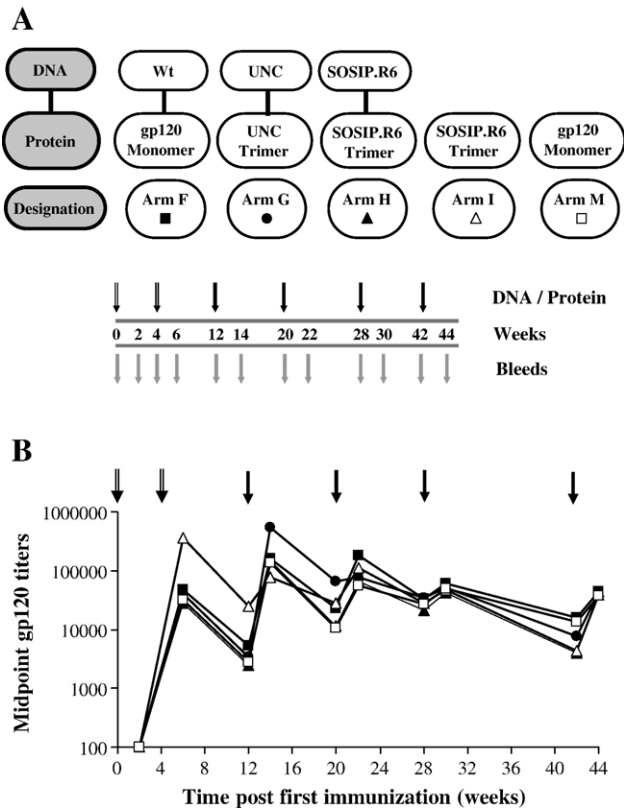 A
DNA Wt UNC SOSIP.R6
Protein gp120 Monomer UNC Trimer SOSIP.R6 Trimer SOSIP.R6 Trimer gp120 Monomer
Designation Arm F Arm G Arm H Arm I Arm M
DNA / Protein
0 2 4 6 12 14 20 22 28 30 42 44 Weeks
Bleeds
B
1000000
100000
10000
1000
100
Midpoint gp120 titers
0 4 8 12 16 20 24 28 32 36 40 44
Time post first immunization (weeks)